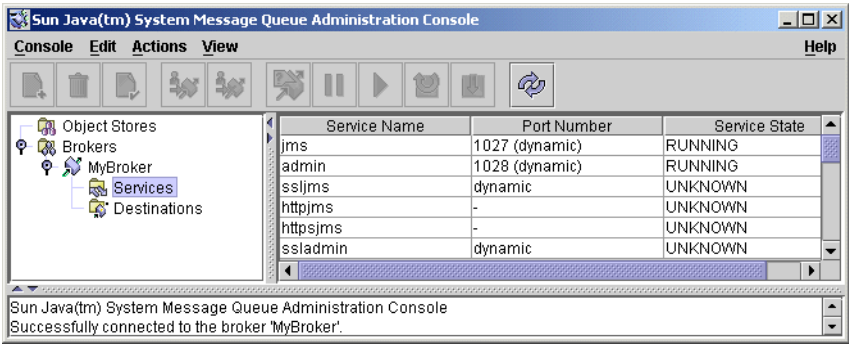 Sun Java(tm) System Message Queue Administration Console
Console Edit Actions View Help
Object Stores
Brokers
MyBroker
Services
Destinations
Service Name Port Number Service State
jms 1027 (dynamic) RUNNING
admin 1028 (dynamic) RUNNING
ssljms dynamic UNKNOWN
httpjms - UNKNOWN
httpsjms - UNKNOWN
ssladmin dynamic UNKNOWN
Sun Java(tm) System Message Queue Administration Console
Successfully connected to the broker 'MyBroker'.